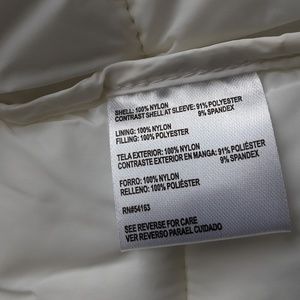 SHELL: 100% NYLON
CONTRAST SHELL AT SLEEVE: 91% POLYESTER
9% SPANDEX
LINING: 100% NYLON
FILLING: 100% POLYESTER
TELA EXTERIOR: 100% NYLON
CONTRASTE EXTERIOR EN MANGA: 91% POLIÉSTER
9% SPANDEX
FORRO: 100% NYLON
RELLENO: 100% POLIÉSTER
RN#54163
SEE REVERSE FOR CARE
VER REVERSO PARAEL CUIDADO